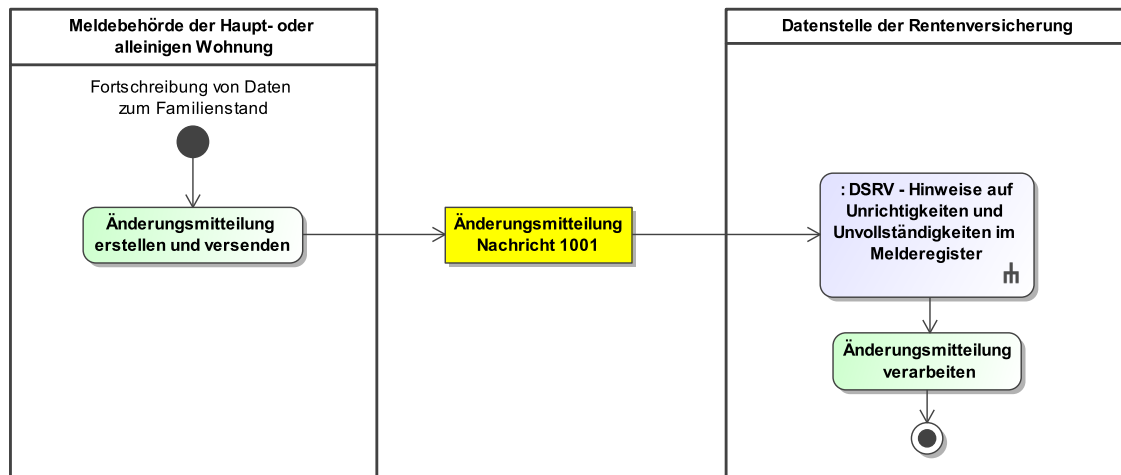 Meldebehörde der Haupt- oder
alleinigen Wohnung
Fortschreibung von Daten
zum Familienstand
Änderungsmitteilung
erstellen und versenden
Änderungsmitteilung
Nachricht 1001
Datenstelle der Rentenversicherung
: DSRV - Hinweise auf
Unrichtigkeiten und
Unvollständigkeiten im
Melderegister
Änderungsmitteilung
verarbeiten